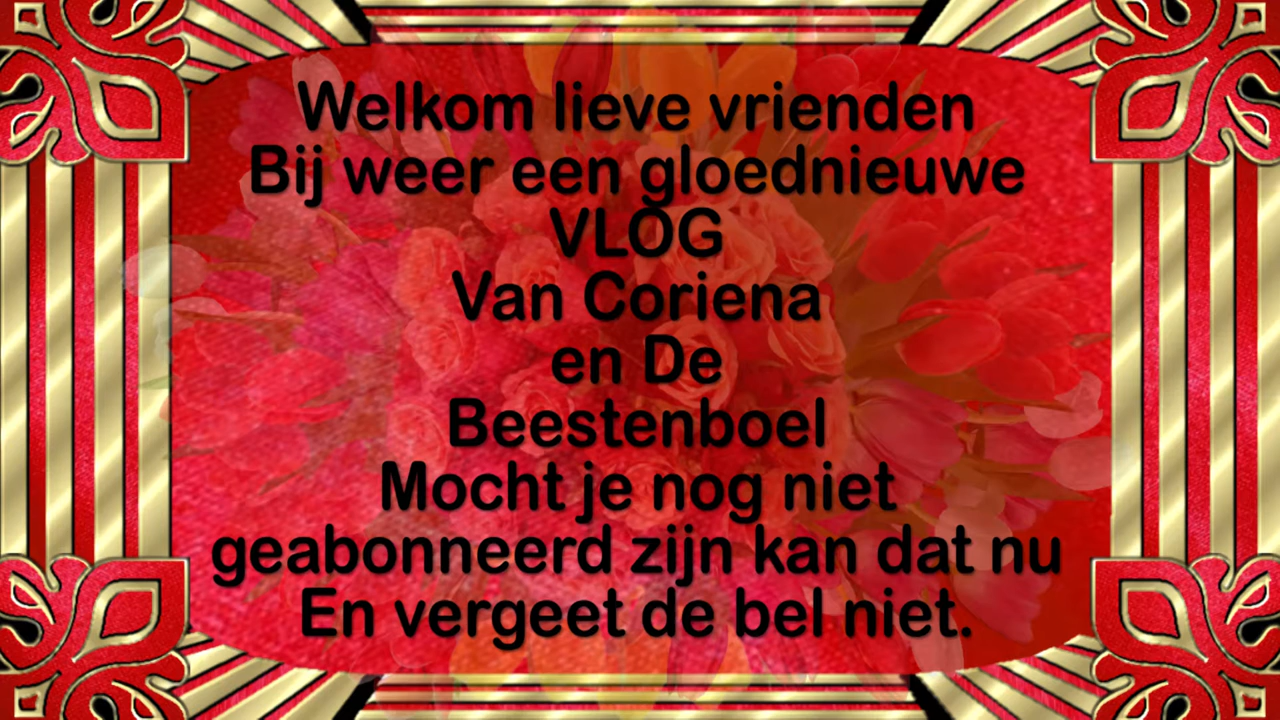 Welkom lieve vrienden
Bij weer een gloednieuwe
VLOG
Van Coriena
en De
Beestenboel
Mocht je nog niet
geabonneerd zijn kan dat nu
En vergeet de bel niet.